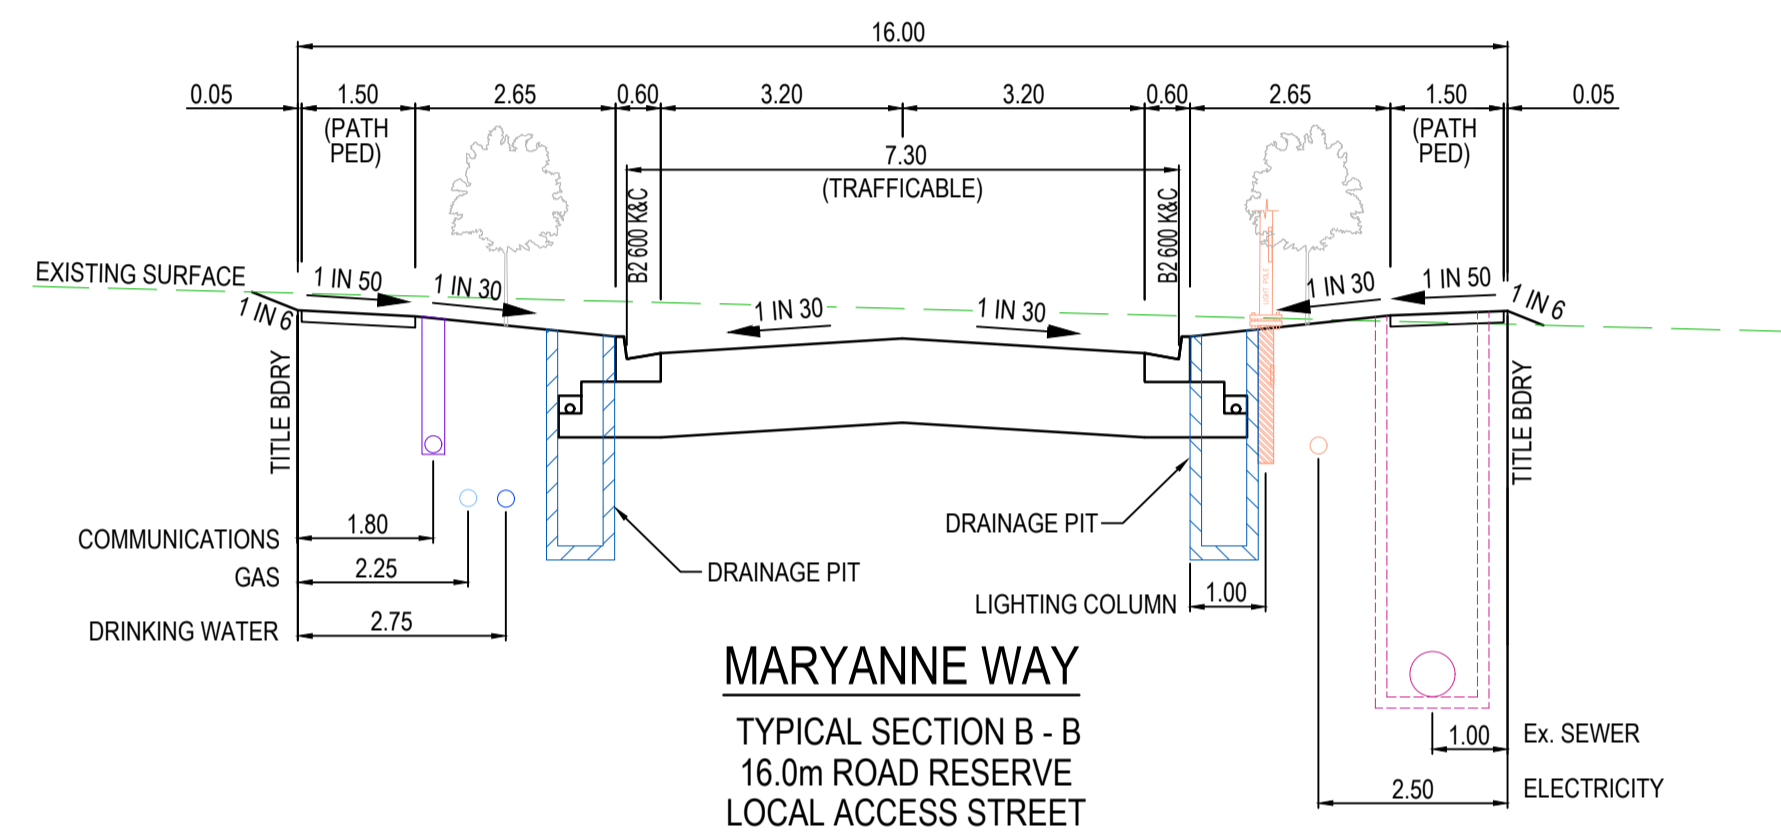 16.00
0.05 1.50 2.65 0.60 3.20 3.20 0.60 2.65 1.50 0.05
(PATH
PED)
(PATH
PED)
7.30
(TRAFFICABLE)
B2 600 K&C
B2 600 K&C
LIGHT POLE
EXISTING SURFACE
1 IN 6
1 IN 50
1 IN 30
1 IN 30
1 IN 30
1 IN 30
1 IN 50
1 IN 6
TITLE BDRY
TITLE BDRY
COMMUNICATIONS
1.80
GAS
2.25
DRINKING WATER
2.75
DRAINAGE PIT
DRAINAGE PIT
LIGHTING COLUMN
1.00
1.00
Ex. SEWER
2.50
ELECTRICITY
MARYANNE WAY
TYPICAL SECTION B - B
16.0m ROAD RESERVE
LOCAL ACCESS STREET